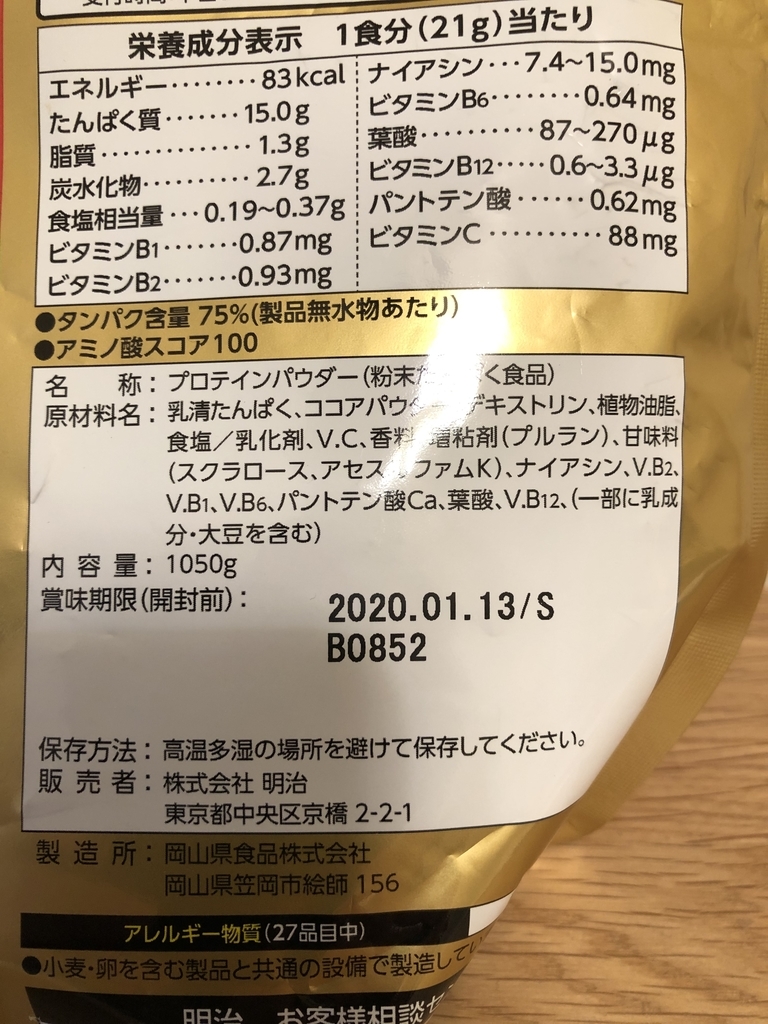 栄養成分表示 1食分(21g)当たり
エネルギー········83kcal
たんぱく質······15.0g
脂質·············1.3g
炭水化物·········2.7g
食塩相当量···0.19~0.37g
ビタミンB1·······0.87mg
ビタミンB2·······0.93mg
ナイアシン···7.4~15.0mg
ビタミンB6········0.64mg
葉酸··········87~270μg
ビタミンB12·····0.6~3.3μg
パントテン酸······0.62mg
ビタミンC··········88mg
●タンパク含量 75%(製品無水物あたり)
●アミノ酸スコア100
名称:プロテインパウダー(粉末た く食品)
原材料名:乳清たんぱく、ココアパウダ デキストリン、植物油脂、
食塩/乳化剤、V.C、香料 増粘剤(プルラン)、甘味料
(スクラロース、アセス ファムK)、ナイアシン、V.B2、
V.B1、V.B6、パントテン酸Ca、葉酸、V.B12、(一部に乳成
分・大豆を含む)
内容量:1050g
賞味期限(開封前):
2020.01.13/S
B0852
保存方法:高温多湿の場所を避けて保存してください。
販売者:株式会社 明治
東京都中央区京橋 2-2-1
製造所:岡山県食品株式会社
岡山県笠岡市絵師 156
アレルギー物質(27品目中)
●小麦・卵を含む製品と共通の設備で製造してい
明治 お客様相談セ